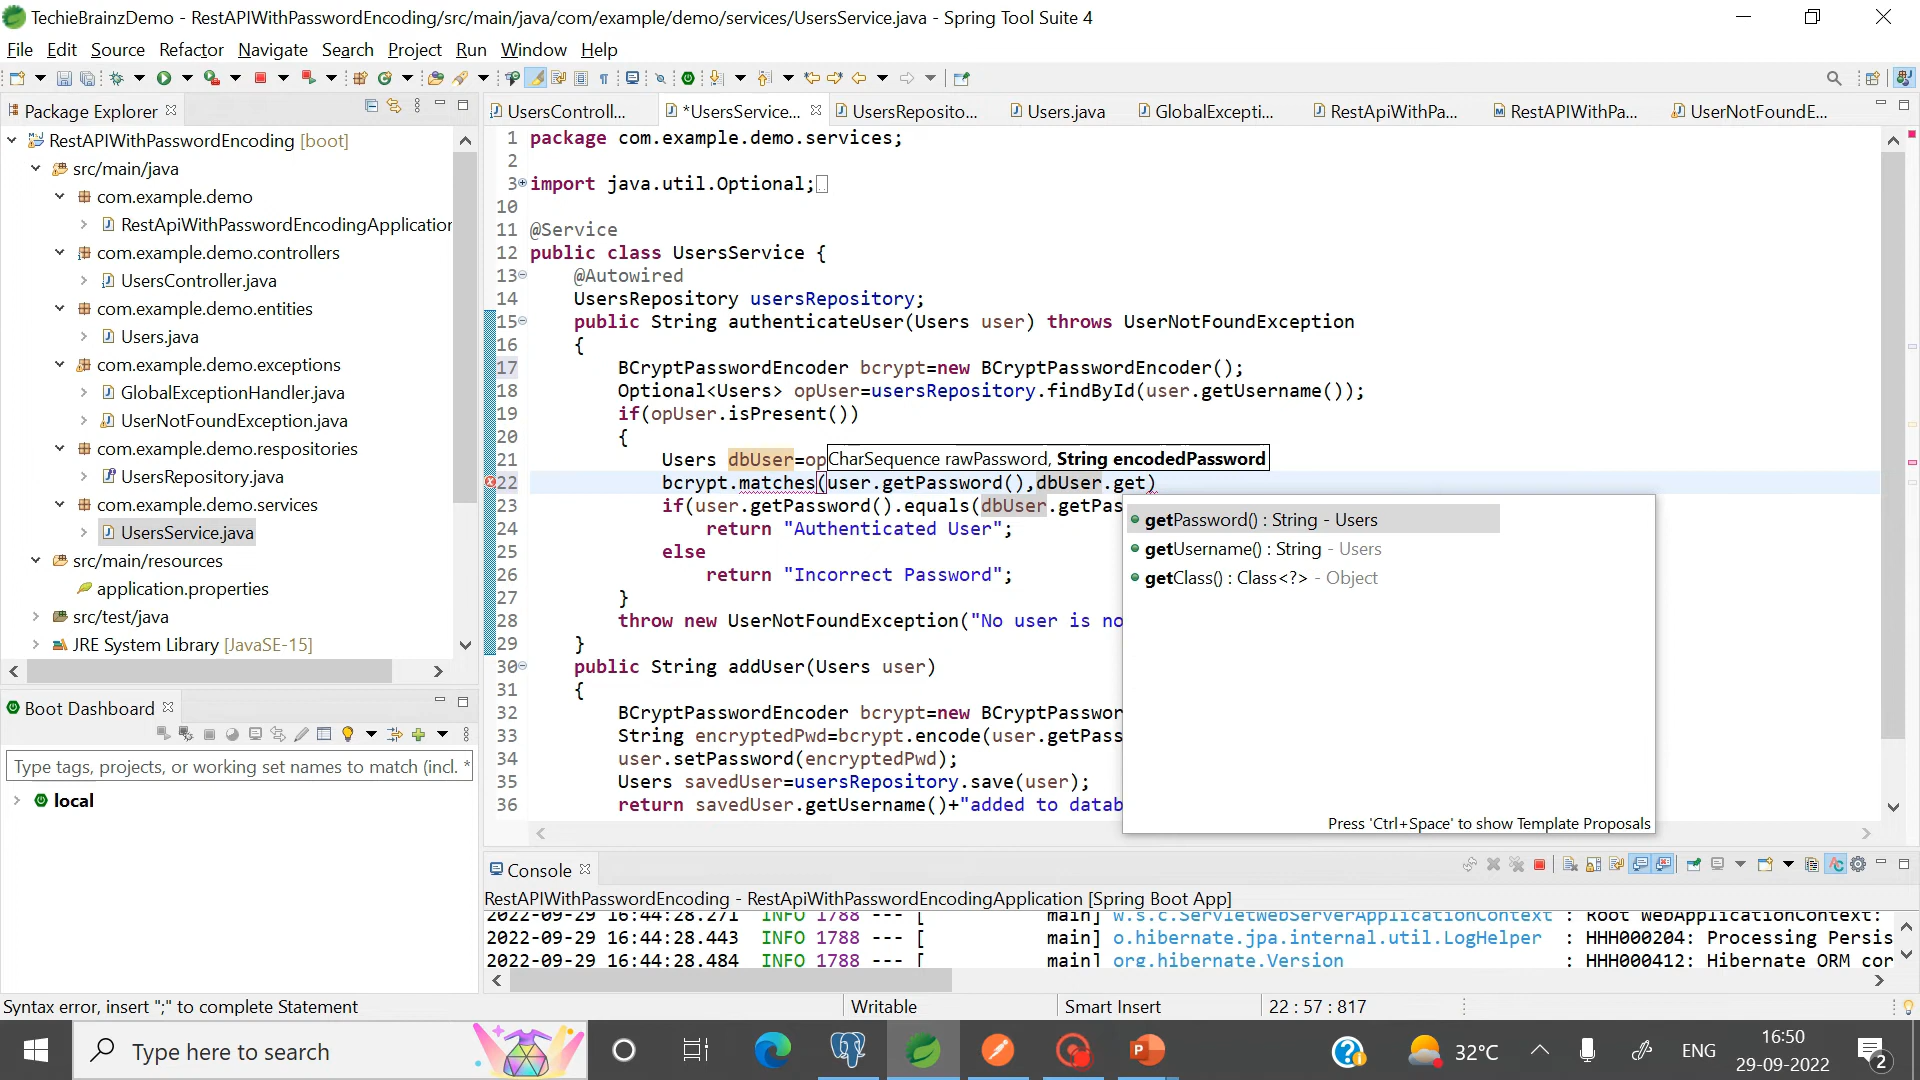 TechieBrainzDemo - RestAPIWithPasswordEncoding/src/main/java/com/example/demo/services/UsersService.java - Spring Tool Suite 4
File Edit Source Refactor Navigate Search Project Run Window Help
Package Explorer
RestAPIWithPasswordEncoding [boot]
src/main/java
com.example.demo
RestApiWithPasswordEncodingApplication
com.example.demo.controllers
UsersController.java
com.example.demo.entities
Users.java
com.example.demo.exceptions
GlobalExceptionHandler.java
UserNotFoundException.java
com.example.demo.respositories
UsersRepository.java
com.example.demo.services
UsersService.java
src/main/resources
application.properties
src/test/java
JRE System Library [JavaSE-15]
Boot Dashboard
Type tags, projects, or working set names to match (incl. *
local
UsersControll... *UsersService... UsersReposito... Users.java GlobalExcepti... RestApiWithPa... RestAPIWithPa... UserNotFoundE...
1 package com.example.demo.services;
2
3 import java.util.Optional;
10
11 @Service
12 public class UsersService {
13 @Autowired
14 UsersRepository usersRepository;
15 public String authenticateUser(Users user) throws UserNotFoundException
16 {
17 BCryptPasswordEncoder bcrypt=new BCryptPasswordEncoder();
18 Optional<Users> opUser=usersRepository.findById(user.getUsername());
19 if(opUser.isPresent())
20 {
21 Users dbUser=op
CharSequence rawPassword, String encodedPassword
22 bcrypt.matches(user.getPassword(),dbUser.get)
23 if(user.getPassword().equals(dbUser.getPas
24 return "Authenticated User";
25 else
26 return "Incorrect Password";
27 }
28 throw new UserNotFoundException("No user is no
29 }
30 public String addUser(Users user)
31 {
32 BCryptPasswordEncoder bcrypt=new BCryptPasswor
33 String encryptedPwd=bcrypt.encode(user.getPass
34 user.setPassword(encryptedPwd);
35 Users savedUser=usersRepository.save(user);
36 return savedUser.getUsername()+"added to datab
getPassword() : String - Users
getUsername() : String - Users
getClass() : Class<?> - Object
Press 'Ctrl+Space' to show Template Proposals
Console
RestAPIWithPasswordEncoding - RestApiWithPasswordEncodingApplication [Spring Boot App]
2022-09-29 16:44:28.271 INFO 1788 --- [ main] w.s.c.ServletWebServerApplicationContext : Root WebApplicationContext:
2022-09-29 16:44:28.443 INFO 1788 --- [ main] o.hibernate.jpa.internal.util.LogHelper : HHH000204: Processing Persis
2022-09-29 16:44:28.484 INFO 1788 --- [ main] org.hibernate.Version : HHH000412: Hibernate ORM cor
Syntax error, insert ";" to complete Statement
Writable
Smart Insert
22 : 57 : 817
Type here to search
32°C
ENG
16:50
29-09-2022
2